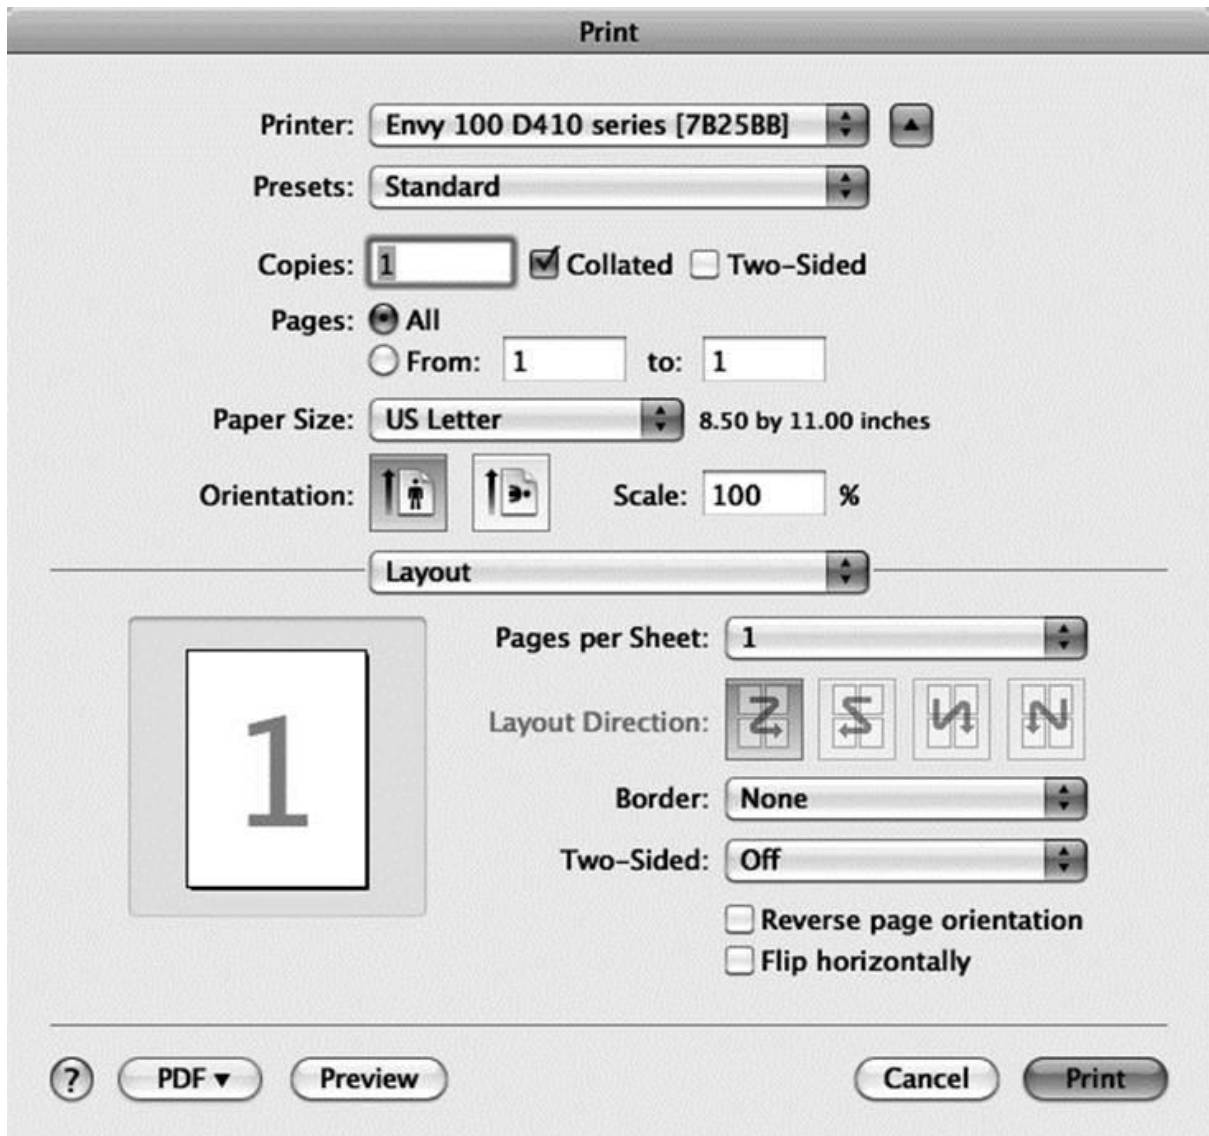 Print
Printer: Envy 100 D410 series [7B25BB]
Presets: Standard
Copies: 1 Collated Two-Sided
Pages: All
From: 1 to: 1
Paper Size: US Letter 8.50 by 11.00 inches
Orientation: Scale: 100 %
Layout
Pages per Sheet: 1
Layout Direction:
1
Border: None
Two-Sided: Off
Reverse page orientation
Flip horizontally
? PDF Preview Cancel Print